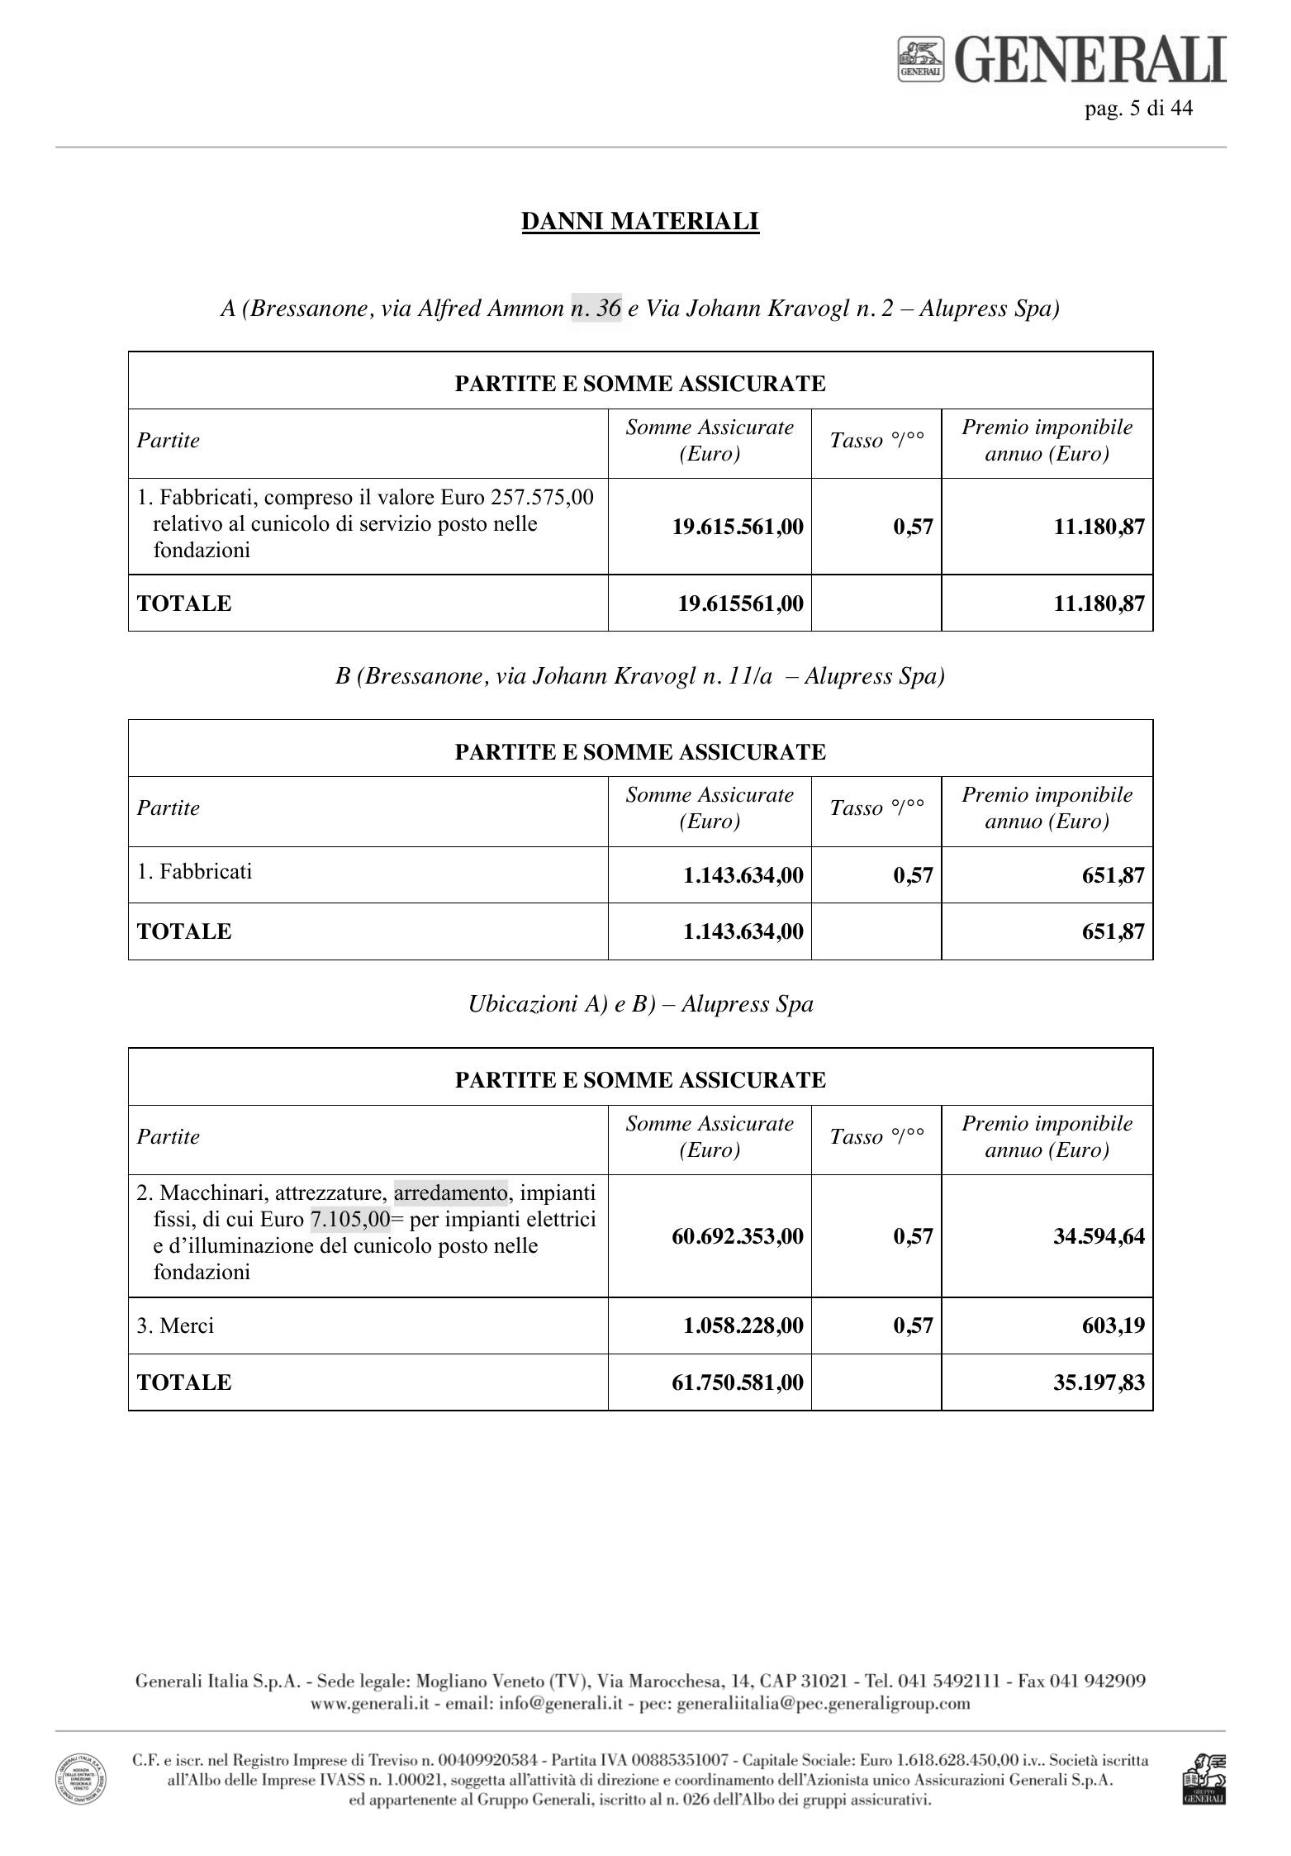 GENERALI
GENERALI
pag. 5 di 44
DANNI MATERIALI
A (Bressanone, via Alfred Ammon n. 36 e Via Johann Kravogl n. 2 – Alupress Spa)
PARTITE E SOMME ASSICURATE
Partite
Somme Assicurate
(Euro)
Tasso °/°°
Premio imponibile
annuo (Euro)
1. Fabbricati, compreso il valore Euro 257.575,00
relativo al cunicolo di servizio posto nelle
fondazioni
19.615.561,00
0,57
11.180,87
TOTALE
19.615561,00
11.180,87
B (Bressanone, via Johann Kravogl n. 11/a – Alupress Spa)
PARTITE E SOMME ASSICURATE
Partite
Somme Assicurate
(Euro)
Tasso °/°°
Premio imponibile
annuo (Euro)
1. Fabbricati
1.143.634,00
0,57
651,87
TOTALE
1.143.634,00
651,87
Ubicazioni A) e B) – Alupress Spa
PARTITE E SOMME ASSICURATE
Partite
Somme Assicurate
(Euro)
Tasso °/°°
Premio imponibile
annuo (Euro)
2. Macchinari, attrezzature, arredamento, impianti
fissi, di cui Euro 7.105,00= per impianti elettrici
e d’illuminazione del cunicolo posto nelle
fondazioni
60.692.353,00
0,57
34.594,64
3. Merci
1.058.228,00
0,57
603,19
TOTALE
61.750.581,00
35.197,83
Generali Italia S.p.A. - Sede legale: Mogliano Veneto (TV), Via Marocchesa, 14, CAP 31021 - Tel. 041 5492111 - Fax 041 942909
www.generali.it - email: info@generali.it - pec: generaliitalia@pec.generaligroup.com
C.F. e iscr. nel Registro Imprese di Treviso n. 00409920584 - Partita IVA 00885351007 - Capitale Sociale: Euro 1.618.628.450,00 i.v.. Società iscritta
all’Albo delle Imprese IVASS n. 1.00021, soggetta all’attività di direzione e coordinamento dell’Azionista unico Assicurazioni Generali S.p.A.
ed appartenente al Gruppo Generali, iscritto al n. 026 dell’Albo dei gruppi assicurativi.
GRUPPO
GENERALI